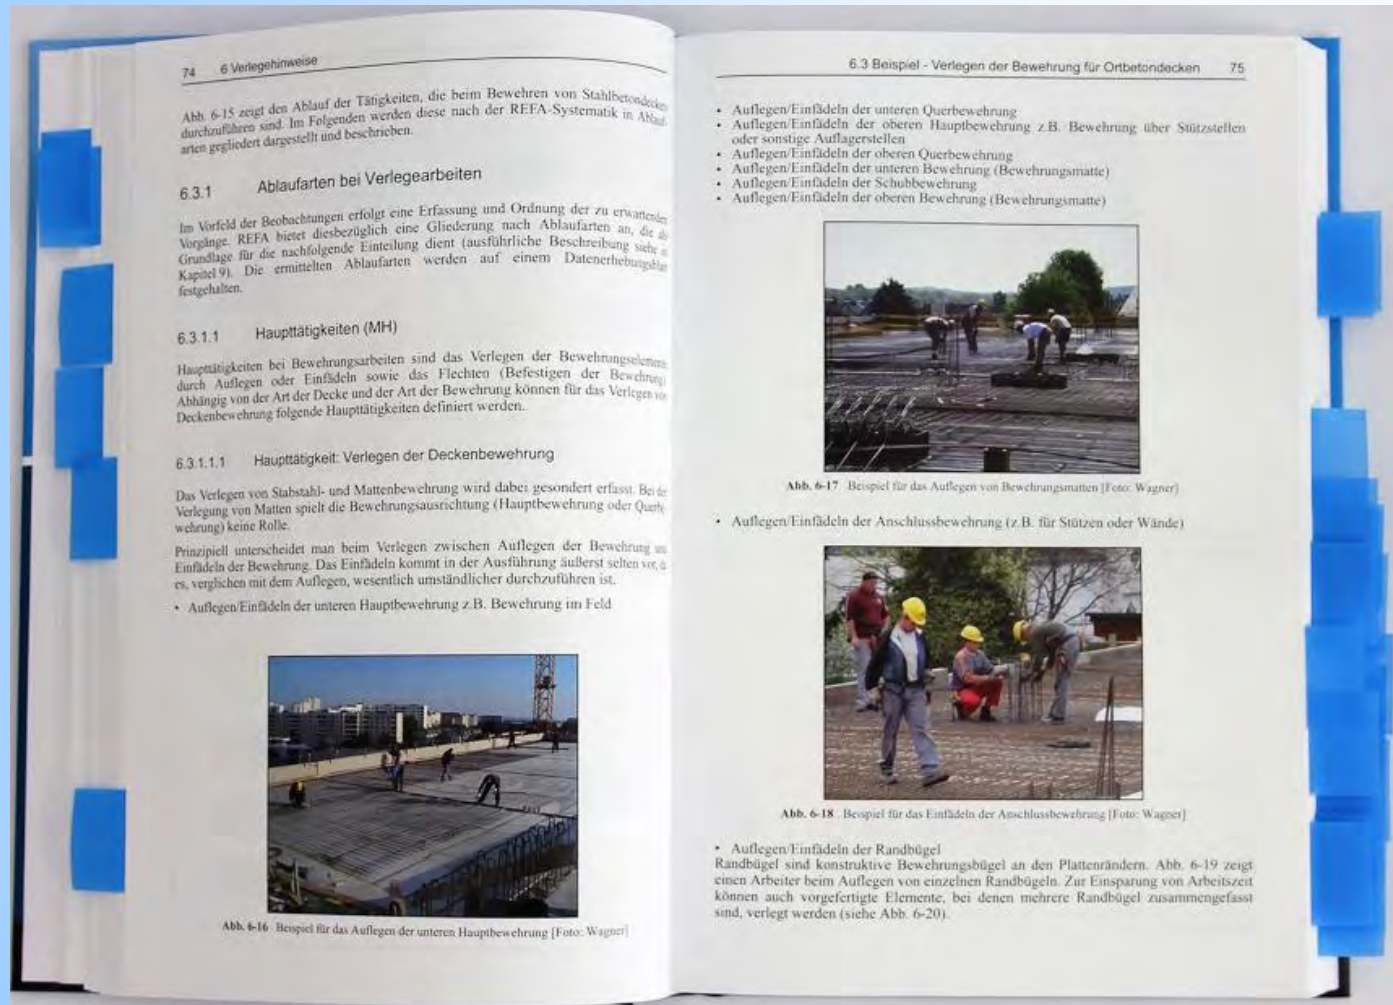 74 6 Verlegehinweise
Abb. 6-15 zeigt den Ablauf der Tätigkeiten, die beim Bewehren von Stahlbetondecken
durchzuführen sind. Im Folgenden werden diese nach der REFA-Systematik in Ablauf-
arten gegliedert dargestellt und beschrieben.
6.3.1 Ablaufarten bei Verlegearbeiten
Im Vorfeld der Beobachtungen erfolgt eine Erfassung und Ordnung der zu erwartenden
Vorgänge. REFA bietet diesbezüglich eine Gliederung nach Ablaufarten an, die als
Grundlage für die nachfolgende Einteilung dient (ausführliche Beschreibung siehe in
Kapitel 9). Die ermittelten Ablaufarten werden auf einem Datenerhebungsblatt
festgehalten.
6.3.1.1 Haupttätigkeiten (MH)
Haupttätigkeiten bei Bewehrungsarbeiten sind das Verlegen der Bewehrungselemente
durch Auflegen oder Einfädeln sowie das Flechten (Befestigen der Bewehrung)
Abhängig von der Art der Decke und der Art der Bewehrung können für das Verlegen von
Deckenbewehrung folgende Haupttätigkeiten definiert werden.
6.3.1.1.1 Haupttätigkeit: Verlegen der Deckenbewehrung
Das Verlegen von Stabstahl- und Mattenbewehrung wird dabei gesondert erfasst. Bei der
Verlegung von Matten spielt die Bewehrungsausrichtung (Hauptbewehrung oder Querbe-
wehrung) keine Rolle.
Prinzipiell unterscheidet man beim Verlegen zwischen Auflegen der Bewehrung und
Einfädeln der Bewehrung. Das Einfädeln kommt in der Ausführung äußerst selten vor, da
es, verglichen mit dem Auflegen, wesentlich umständlicher durchzuführen ist.
• Auflegen/Einfädeln der unteren Hauptbewehrung z.B. Bewehrung im Feld
Abb. 6-16 Beispiel für das Auflegen der unteren Hauptbewehrung [Foto: Wagner]
6.3 Beispiel - Verlegen der Bewehrung für Ortbetondecken 75
• Auflegen/Einfädeln der unteren Querbewehrung
• Auflegen/Einfädeln der oberen Hauptbewehrung z.B. Bewehrung über Stützstellen
oder sonstige Auflagerstellen
• Auflegen/Einfädeln der oberen Querbewehrung
• Auflegen/Einfädeln der unteren Bewehrung (Bewehrungsmatte)
• Auflegen/Einfädeln der Schubbewehrung
• Auflegen/Einfädeln der oberen Bewehrung (Bewehrungsmatte)
Abb. 6-17 Beispiel für das Auflegen von Bewehrungsmatten [Foto: Wagner]
• Auflegen/Einfädeln der Anschlussbewehrung (z.B. für Stützen oder Wände)
Abb. 6-18 Beispiel für das Einfädeln der Anschlussbewehrung [Foto: Wagner]
• Auflegen/Einfädeln der Randbügel
Randbügel sind konstruktive Bewehrungsbügel an den Plattenrändern. Abb. 6-19 zeigt
einen Arbeiter beim Auflegen von einzelnen Randbügeln. Zur Einsparung von Arbeitszeit
können auch vorgefertigte Elemente, bei denen mehrere Randbügel zusammengefasst
sind, verlegt werden (siehe Abb. 6-20).